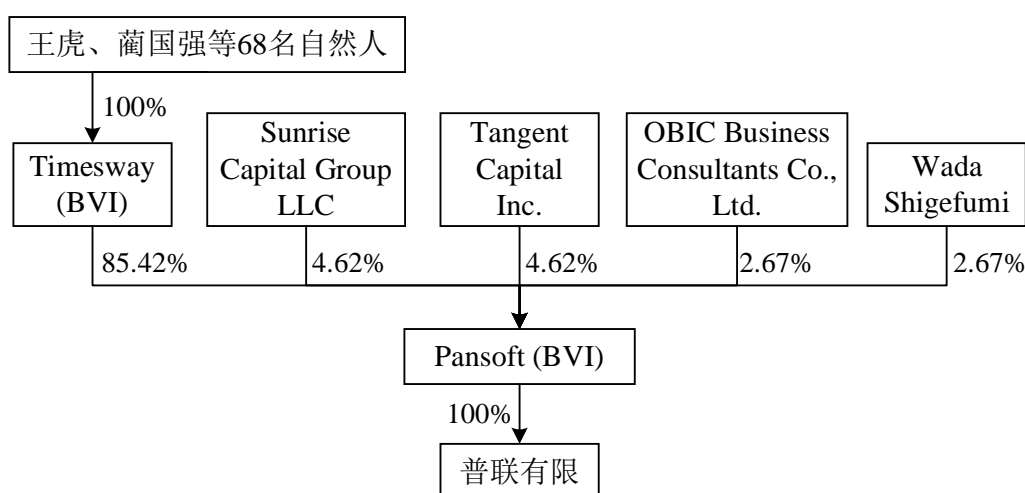 王虎、蔺国强等68名自然人
100%
Timesway
(BVI)
Sunrise
Capital Group
LLC
Tangent
Capital
Inc.
OBIC Business
Consultants Co.,
Ltd.
Wada
Shigefumi
85.42%
4.62%
4.62%
2.67%
2.67%
Pansoft (BVI)
100%
普联有限